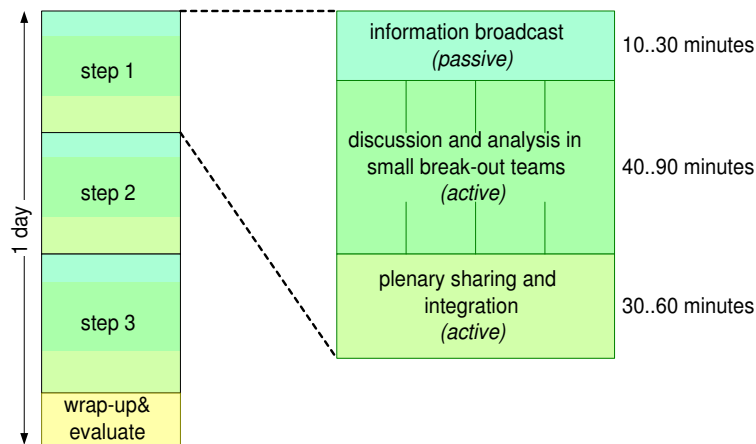 1 day
step 1
step 2
step 3
wrap-up&
evaluate
information broadcast
(passive)
10..30 minutes
discussion and analysis in
small break-out teams
(active)
40..90 minutes
plenary sharing and
integration
(active)
30..60 minutes